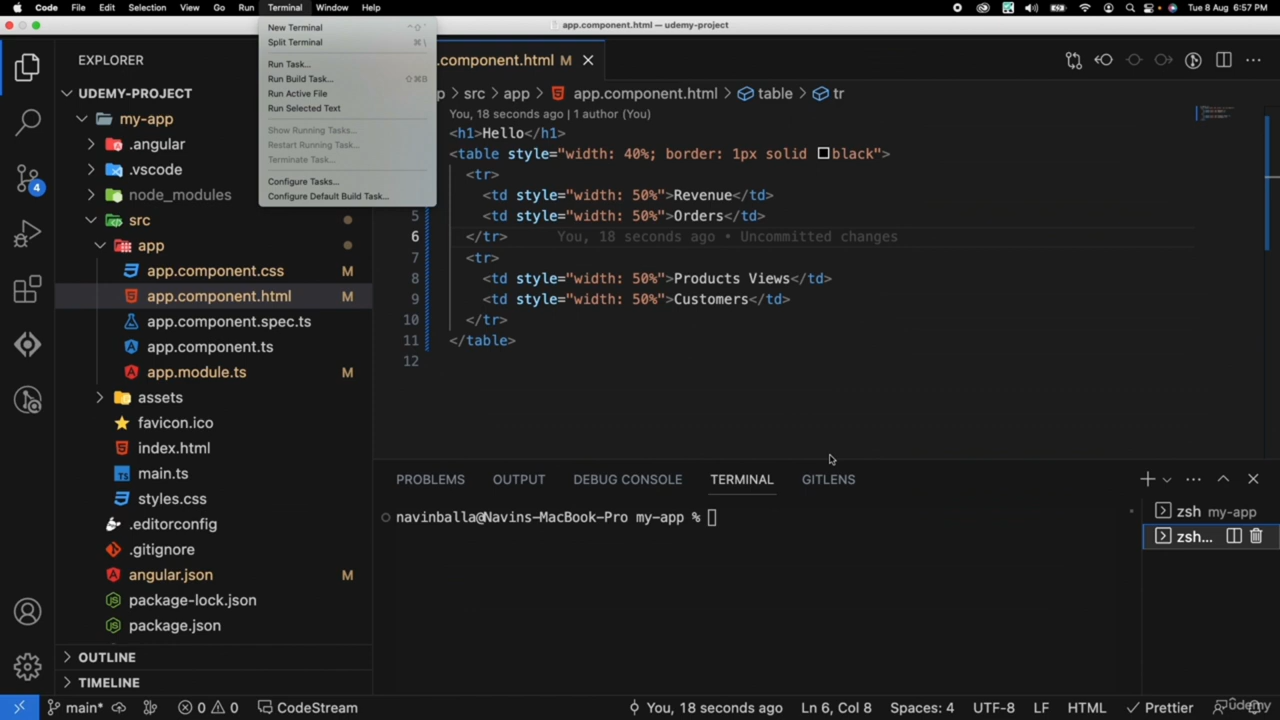 Code File Edit Selection View Go Run Terminal Window Help Tue 8 Aug 6:57 PM
app.component.html — udemy-project
New Terminal ⌃⇧`
Split Terminal ⌘\
Run Task...
Run Build Task... ⇧⌘B
Run Active File
Run Selected Text
Show Running Tasks...
Restart Running Task...
Terminate Task...
Configure Tasks...
Configure Default Build Task...
EXPLORER
UDEMY-PROJECT
my-app
.angular
.vscode
node_modules
src
app
app.component.css M
app.component.html M
app.component.spec.ts
app.component.ts
app.module.ts M
assets
favicon.ico
index.html
main.ts
styles.css
.editorconfig
.gitignore
angular.json M
package-lock.json
package.json
OUTLINE
TIMELINE
4
.component.html M
p > src > app > app.component.html > table > tr
You, 18 seconds ago | 1 author (You)
<h1>Hello</h1>
<table style="width: 40%; border: 1px solid black">
<tr>
<td style="width: 50%">Revenue</td>
5 <td style="width: 50%">Orders</td>
6 </tr> You, 18 seconds ago • Uncommitted changes
7 <tr>
8 <td style="width: 50%">Products Views</td>
9 <td style="width: 50%">Customers</td>
10 </tr>
11 </table>
12
PROBLEMS OUTPUT DEBUG CONSOLE TERMINAL GITLENS
navinballa@Navins-MacBook-Pro my-app %
zsh my-app
zsh...
main* 0 0 CodeStream You, 18 seconds ago Ln 6, Col 8 Spaces: 4 UTF-8 LF HTML Prettier
Udemy